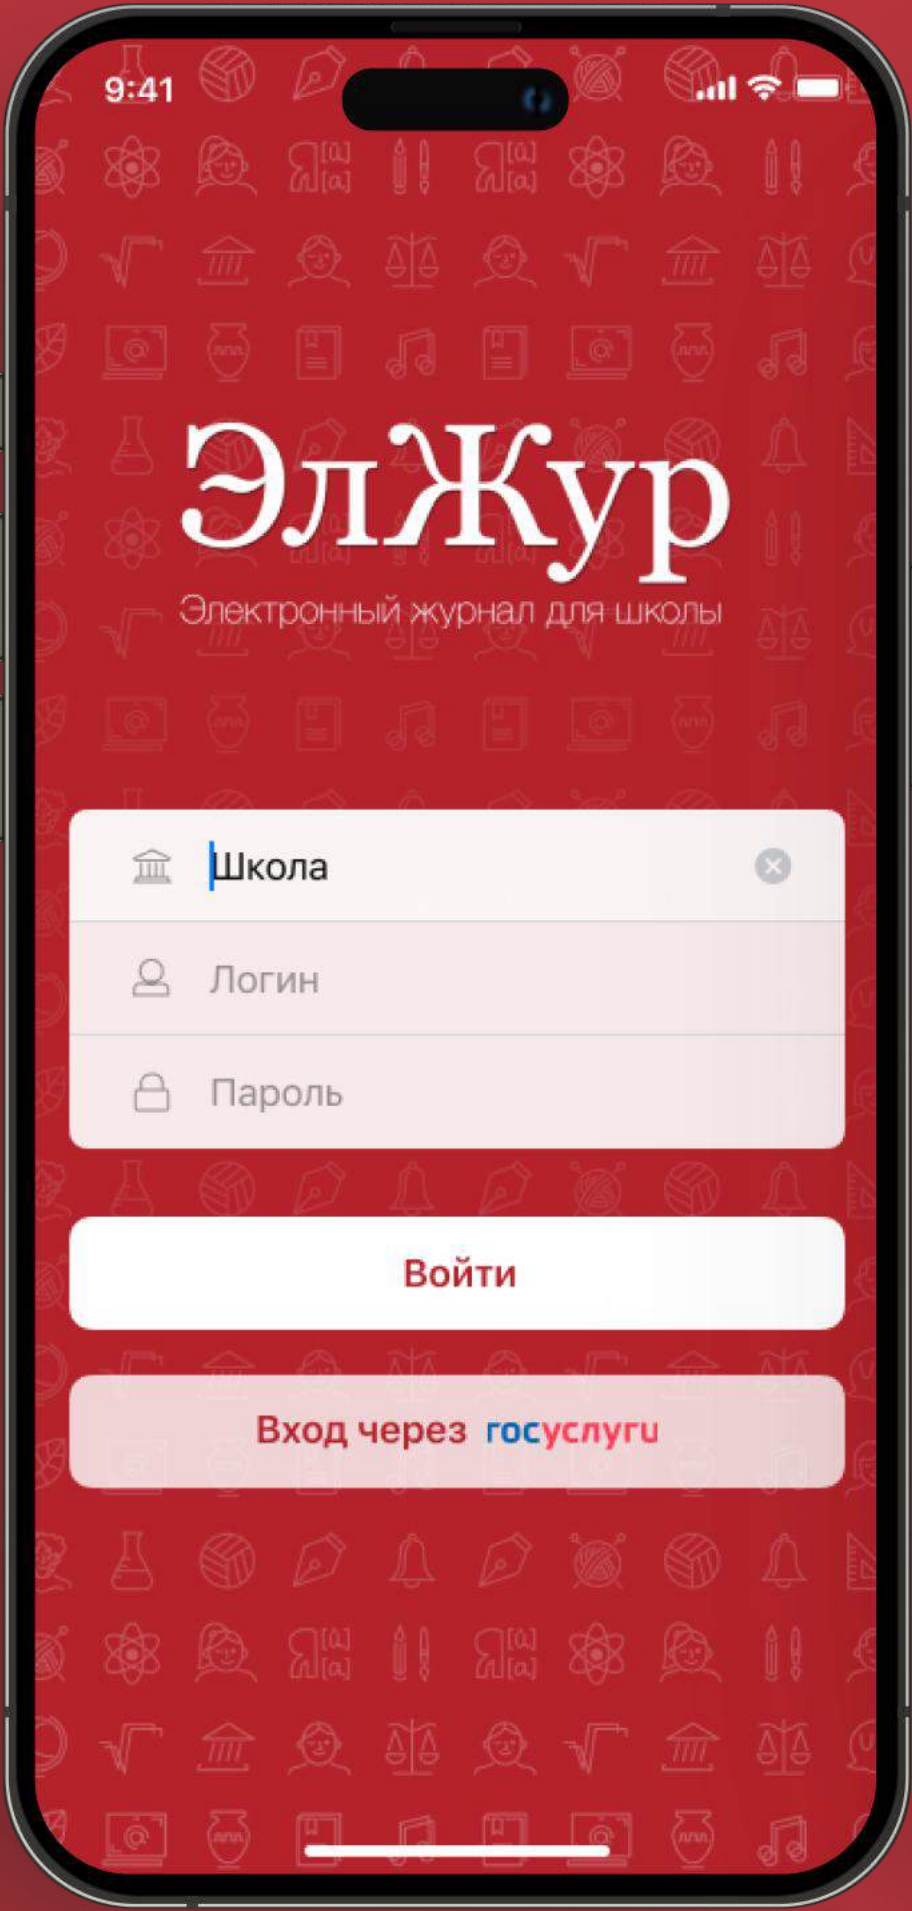 9:41
ЭлЖур
Электронный журнал для школы
Школа
Логин
Пароль
Войти
Вход через госуслуги